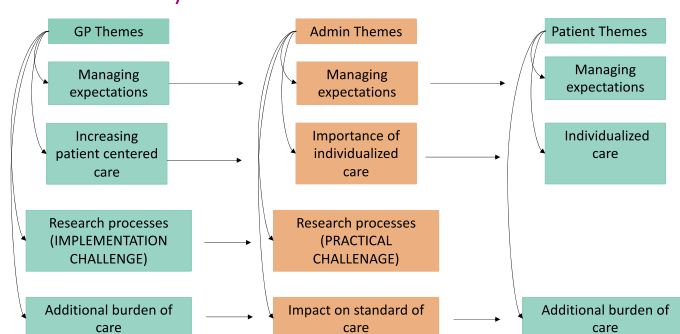 GP Themes
Admin Themes
Patient Themes
Managing
expectations
Managing
expectations
Managing
expectations
Increasing
patient centered
care
Importance of
individualized
care
Individualized
care
Research processes
(IMPLEMENTATION
CHALLENGE)
Research processes
(PRACTICAL
CHALLENAGE)
Additional burden of
care
Impact on standard of
care
Additional burden of
care